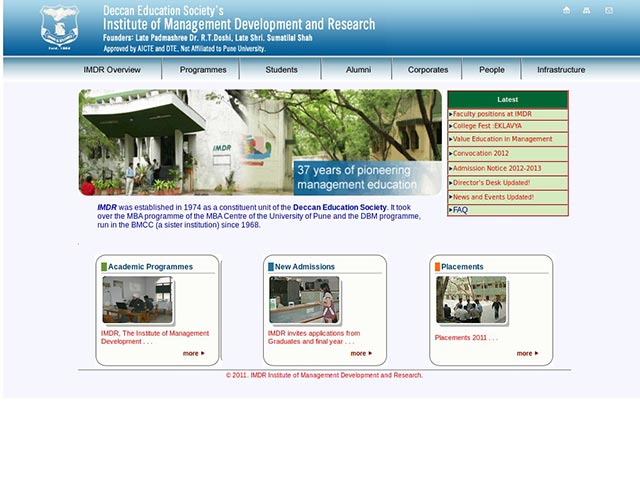 Deccan Education Society's
Institute of Management Development and Research
Founders: Late Padmashree Dr. R.T.Doshi, Late Shri. Sumatilal Shah
Approved by AICTE and DTE, Not Affiliated to Pune University.
Estd. 1884
IMDR Overview
Programmes
Students
Alumni
Corporates
People
Infrastructure
IMDR
37 years of pioneering
management education
Latest
Faculty positions at IMDR
College Fest :EKLAVYA
Value Education in Management
Convocation 2012
Admission Notice 2012-2013
Director's Desk Updated!
News and Events Updated!
FAQ
IMDR was established in 1974 as a constituent unit of the Deccan Education Society. It took
over the MBA programme of the MBA Centre of the University of Pune and the DBM programme,
run in the BMCC (a sister institution) since 1968.
Academic Programmes
IMDR, The Institute of Management
Development . . .
more
New Admissions
IMDR invites applications from
Graduates and final year . . .
more
Placements
Placements 2011 . . .
more
© 2011. IMDR Institute of Management Development and Research.